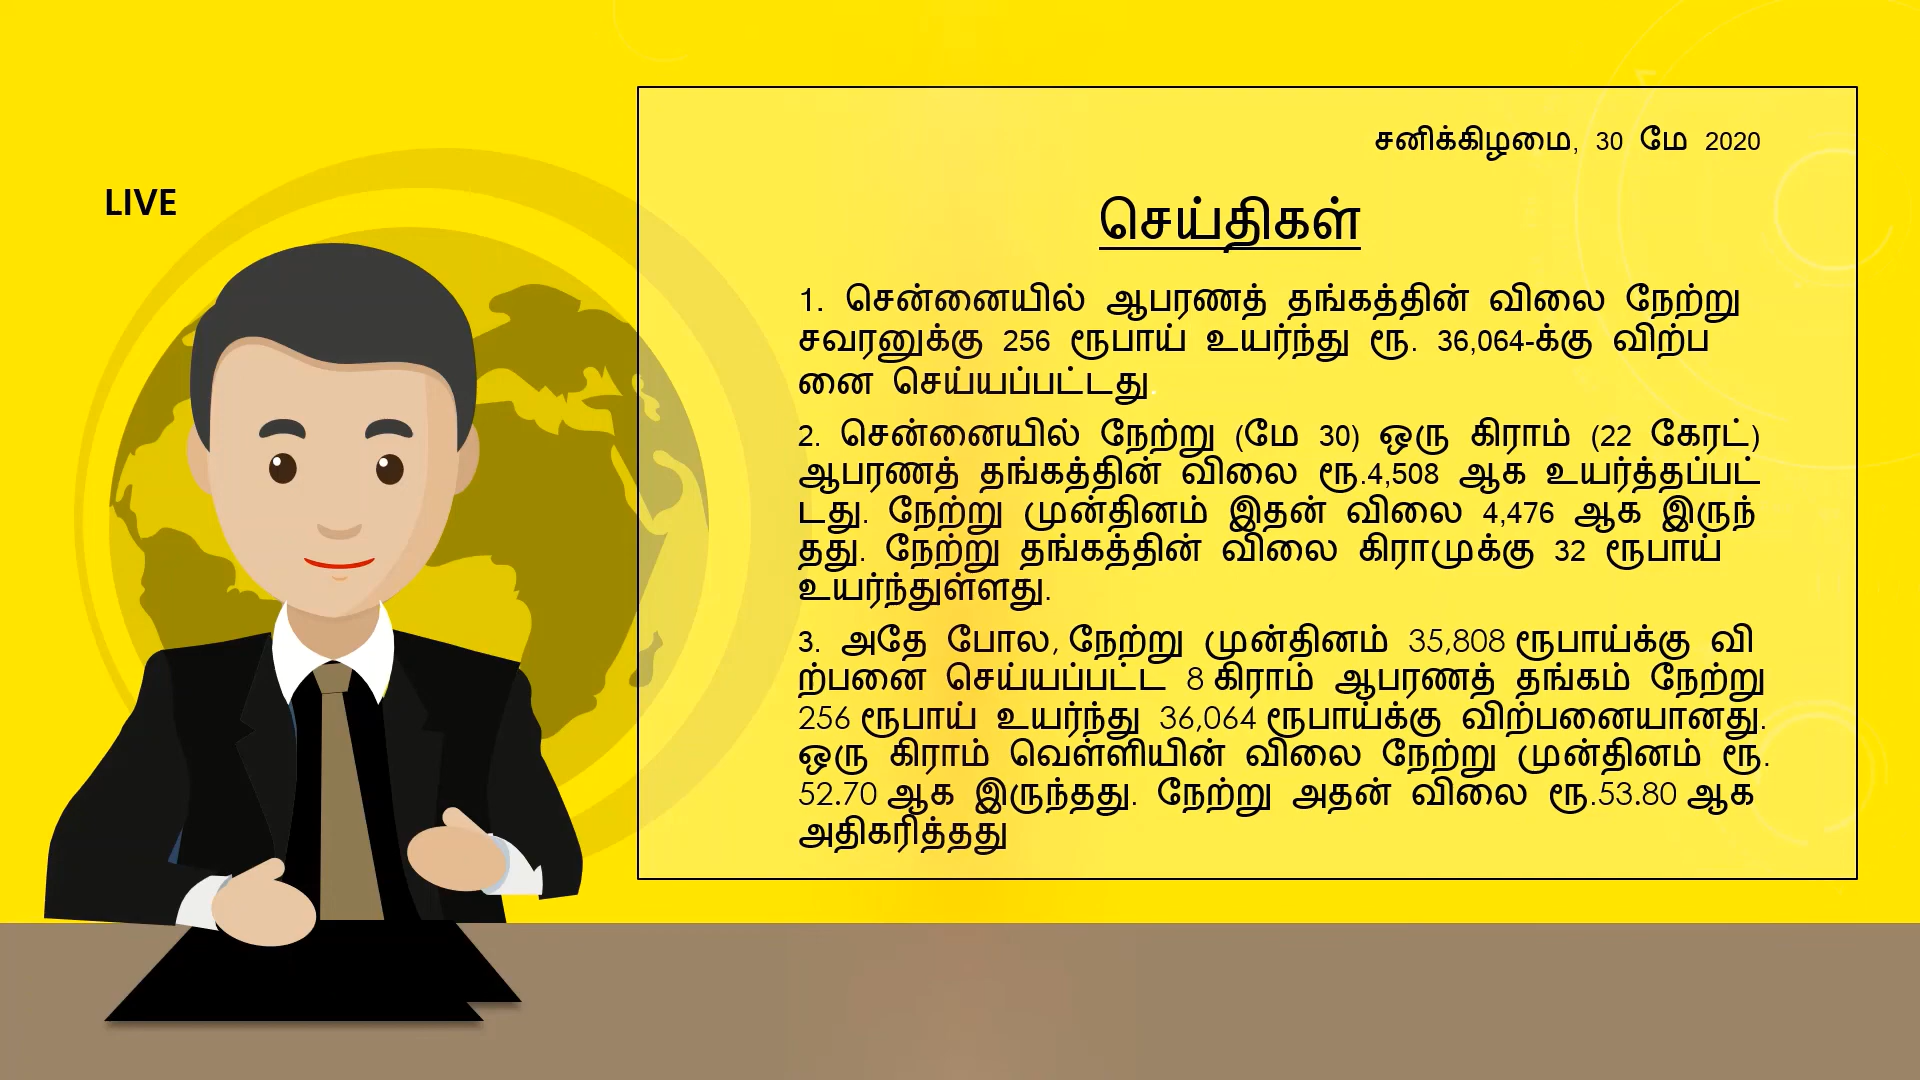 சனிக்கிழமை, 30 மே 2020
LIVE
செய்திகள்
1. சென்னையில் ஆபரணத் தங்கத்தின் விலை நேற்று
சவரனுக்கு 256 ரூபாய் உயர்ந்து ரூ. 36,064-க்கு விற்ப
னை செய்யப்பட்டது.
2. சென்னையில் நேற்று (மே 30) ஒரு கிராம் (22 கேரட்)
ஆபரணத் தங்கத்தின் விலை ரூ.4,508 ஆக உயர்த்தப்பட்
டது. நேற்று முன்தினம் இதன் விலை 4,476 ஆக இருந்
தது. நேற்று தங்கத்தின் விலை கிராமுக்கு 32 ரூபாய்
உயர்ந்துள்ளது.
3. அதே போல, நேற்று முன்தினம் 35,808 ரூபாய்க்கு வி
ற்பனை செய்யப்பட்ட 8 கிராம் ஆபரணத் தங்கம் நேற்று
256 ரூபாய் உயர்ந்து 36,064 ரூபாய்க்கு விற்பனையானது.
ஒரு கிராம் வெள்ளியின் விலை நேற்று முன்தினம் ரூ.
52.70 ஆக இருந்தது. நேற்று அதன் விலை ரூ.53.80 ஆக
அதிகரித்தது